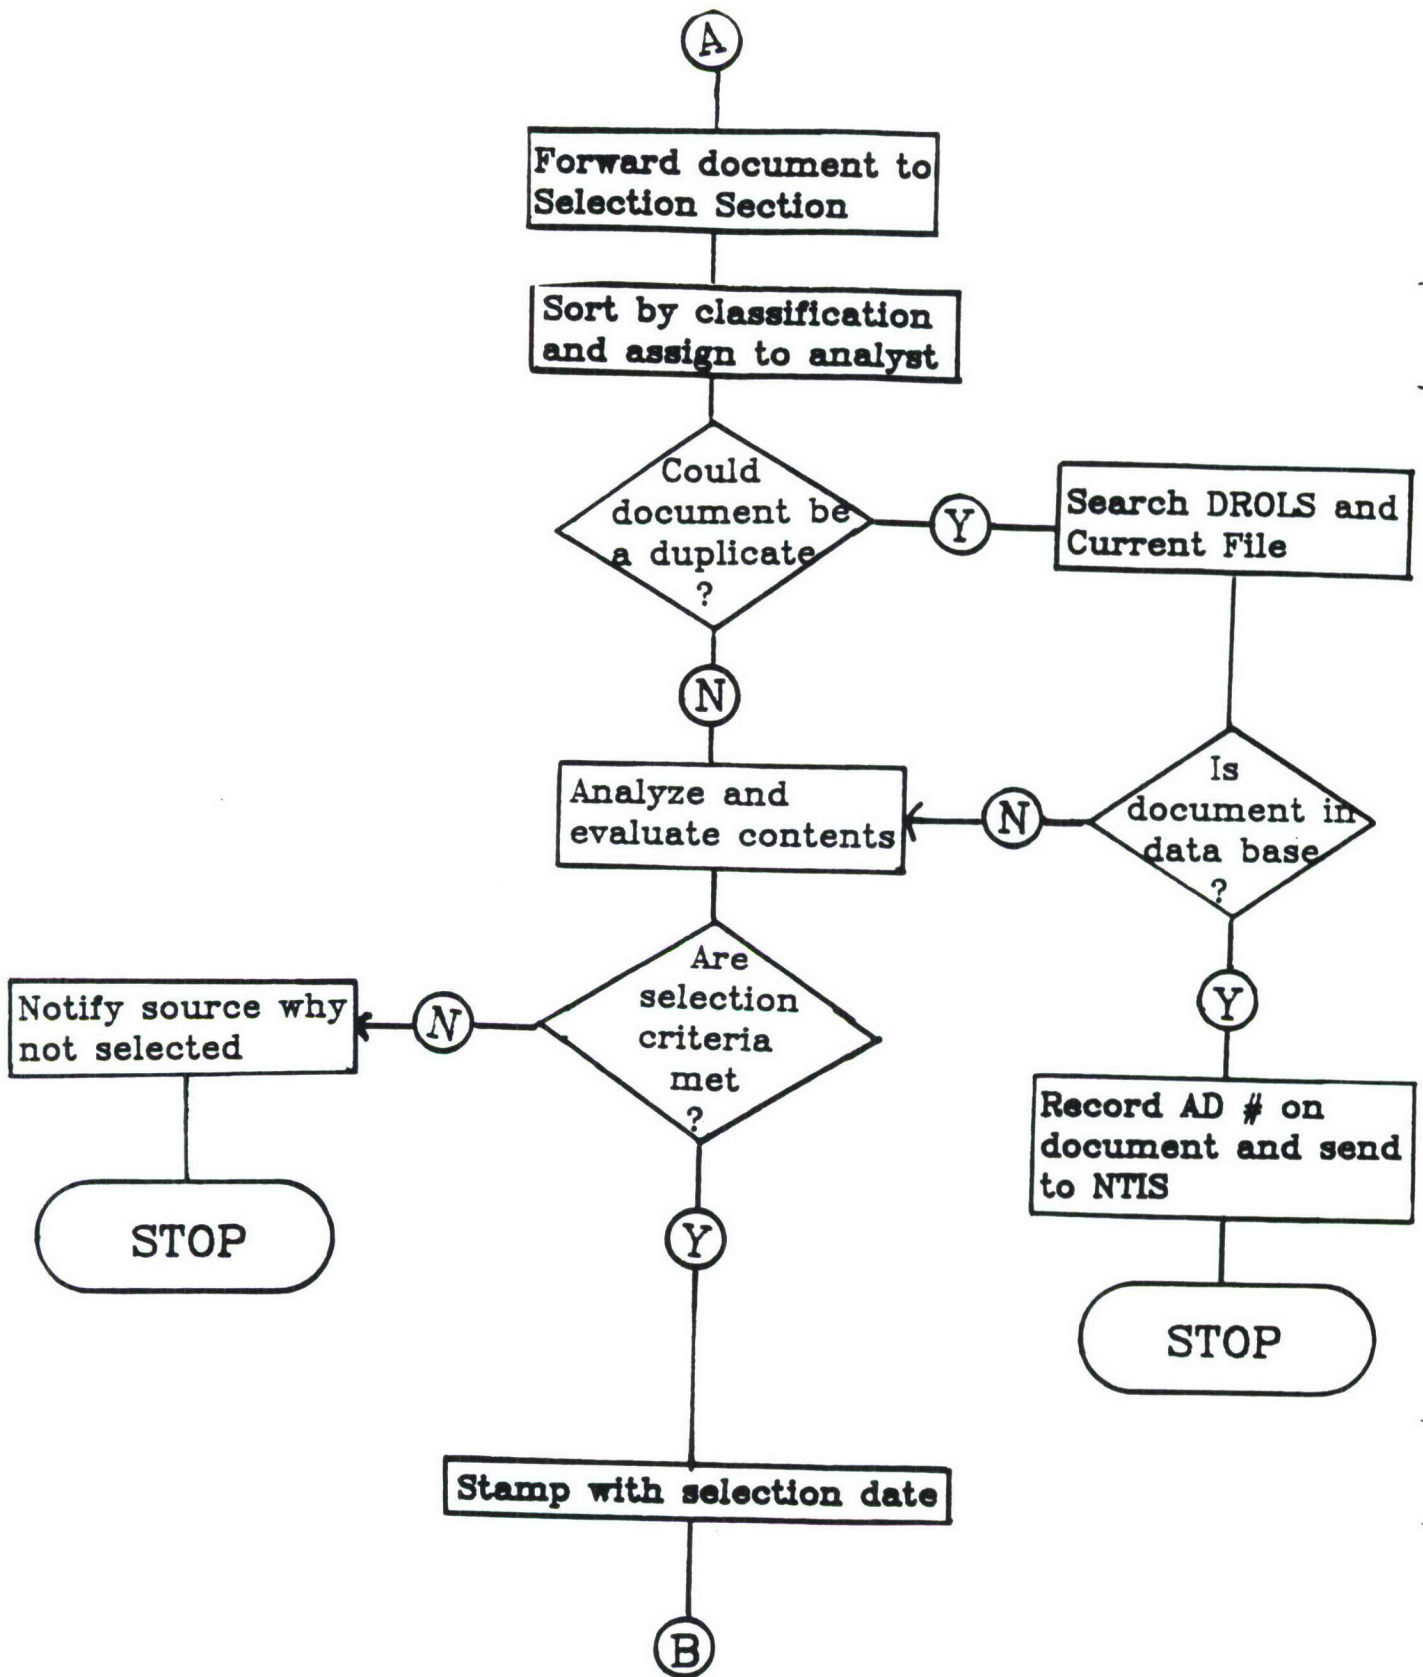 A
Forward document to
Selection Section
Sort by classification
and assign to analyst
Could
document be
a duplicate
?
Y
Search DROLS and
Current File
N
Analyze and
evaluate contents
N
Is
document in
data base
?
Are
selection
criteria
met
?
N
Notify source why
not selected
STOP
Y
Record AD # on
document and send
to NTIS
STOP
Y
Stamp with selection date
B